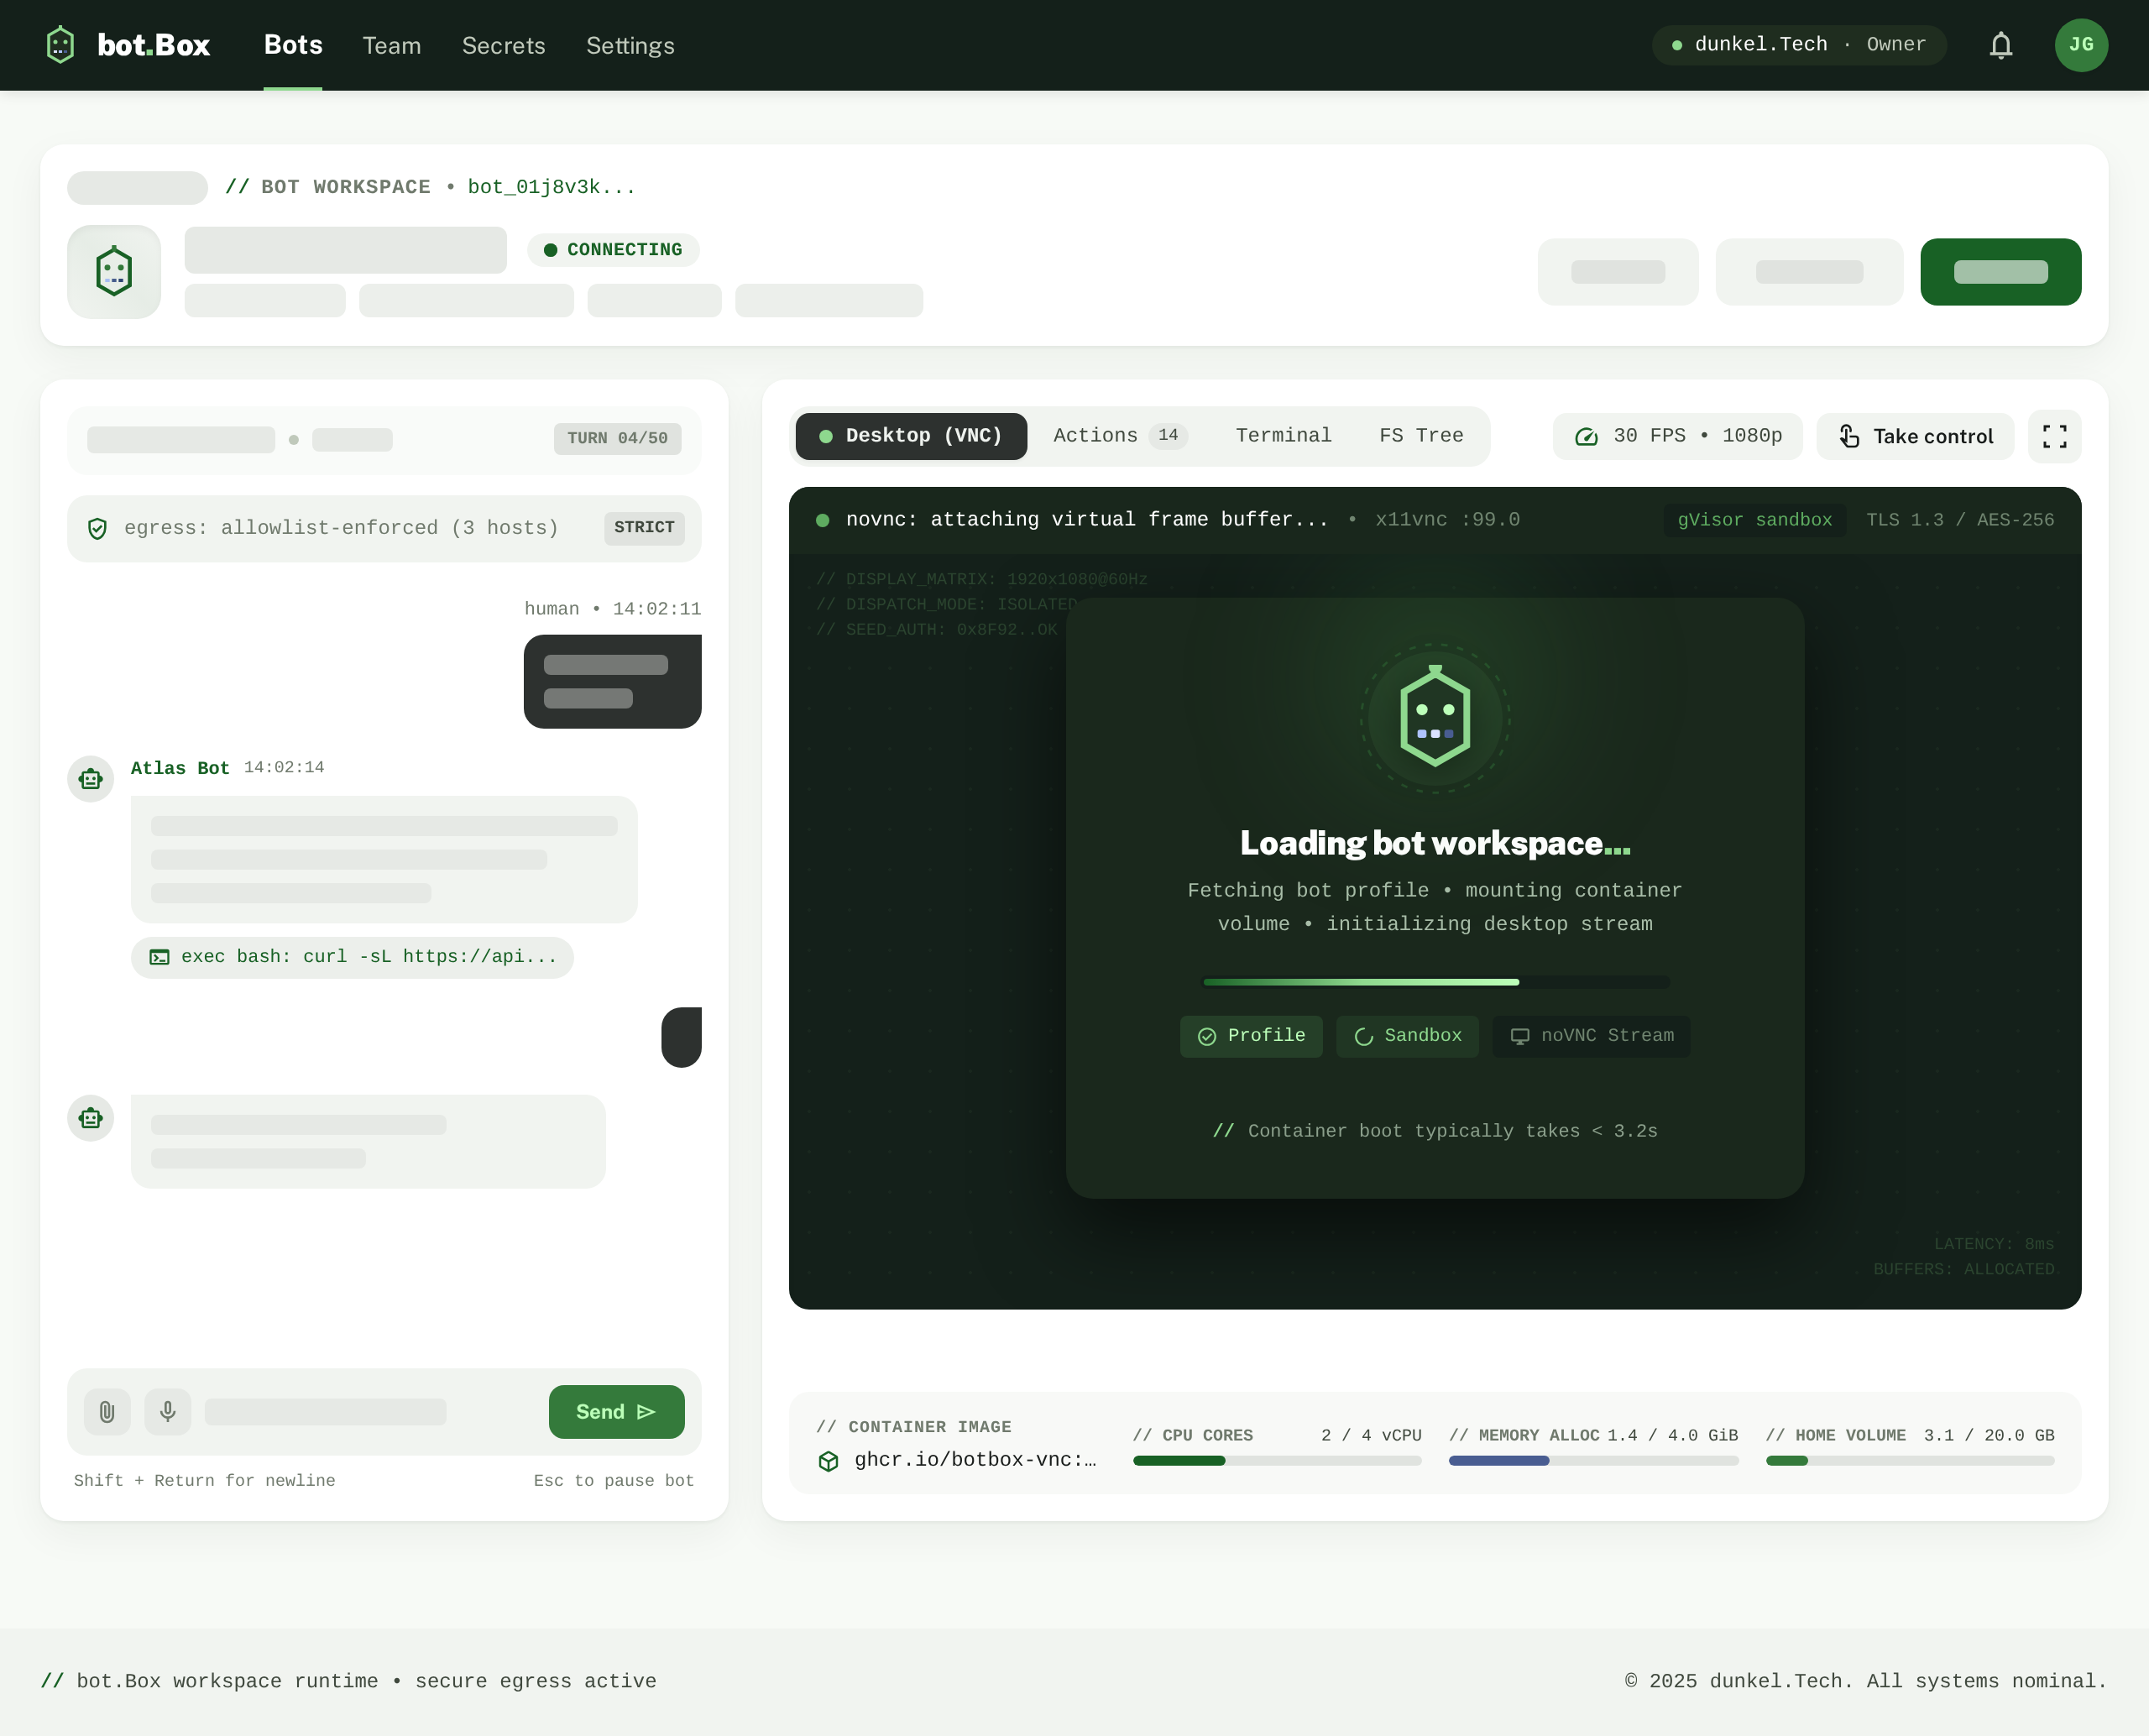 bot.Box
Bots
Team
Secrets
Settings
dunkel.Tech · Owner
JG
// BOT WORKSPACE • bot_01j8v3k...
CONNECTING
TURN 04/50
egress: allowlist-enforced (3 hosts)
STRICT
human • 14:02:11
Atlas Bot 14:02:14
exec bash: curl -sL https://api...
Send
Shift + Return for newline
Esc to pause bot
Desktop (VNC)
Actions 14
Terminal
FS Tree
30 FPS • 1080p
Take control
novnc: attaching virtual frame buffer... • x11vnc :99.0
gVisor sandbox
TLS 1.3 / AES-256
// DISPLAY_MATRIX: 1920x1080@60Hz
// DISPATCH_MODE: ISOLATED
// SEED_AUTH: 0x8F92..OK
Loading bot workspace...
Fetching bot profile • mounting container
volume • initializing desktop stream
Profile
Sandbox
noVNC Stream
// Container boot typically takes < 3.2s
LATENCY: 8ms
BUFFERS: ALLOCATED
// CONTAINER IMAGE
ghcr.io/botbox-vnc:…
// CPU CORES
2 / 4 vCPU
// MEMORY ALLOC
1.4 / 4.0 GiB
// HOME VOLUME
3.1 / 20.0 GB
// bot.Box workspace runtime • secure egress active
© 2025 dunkel.Tech. All systems nominal.